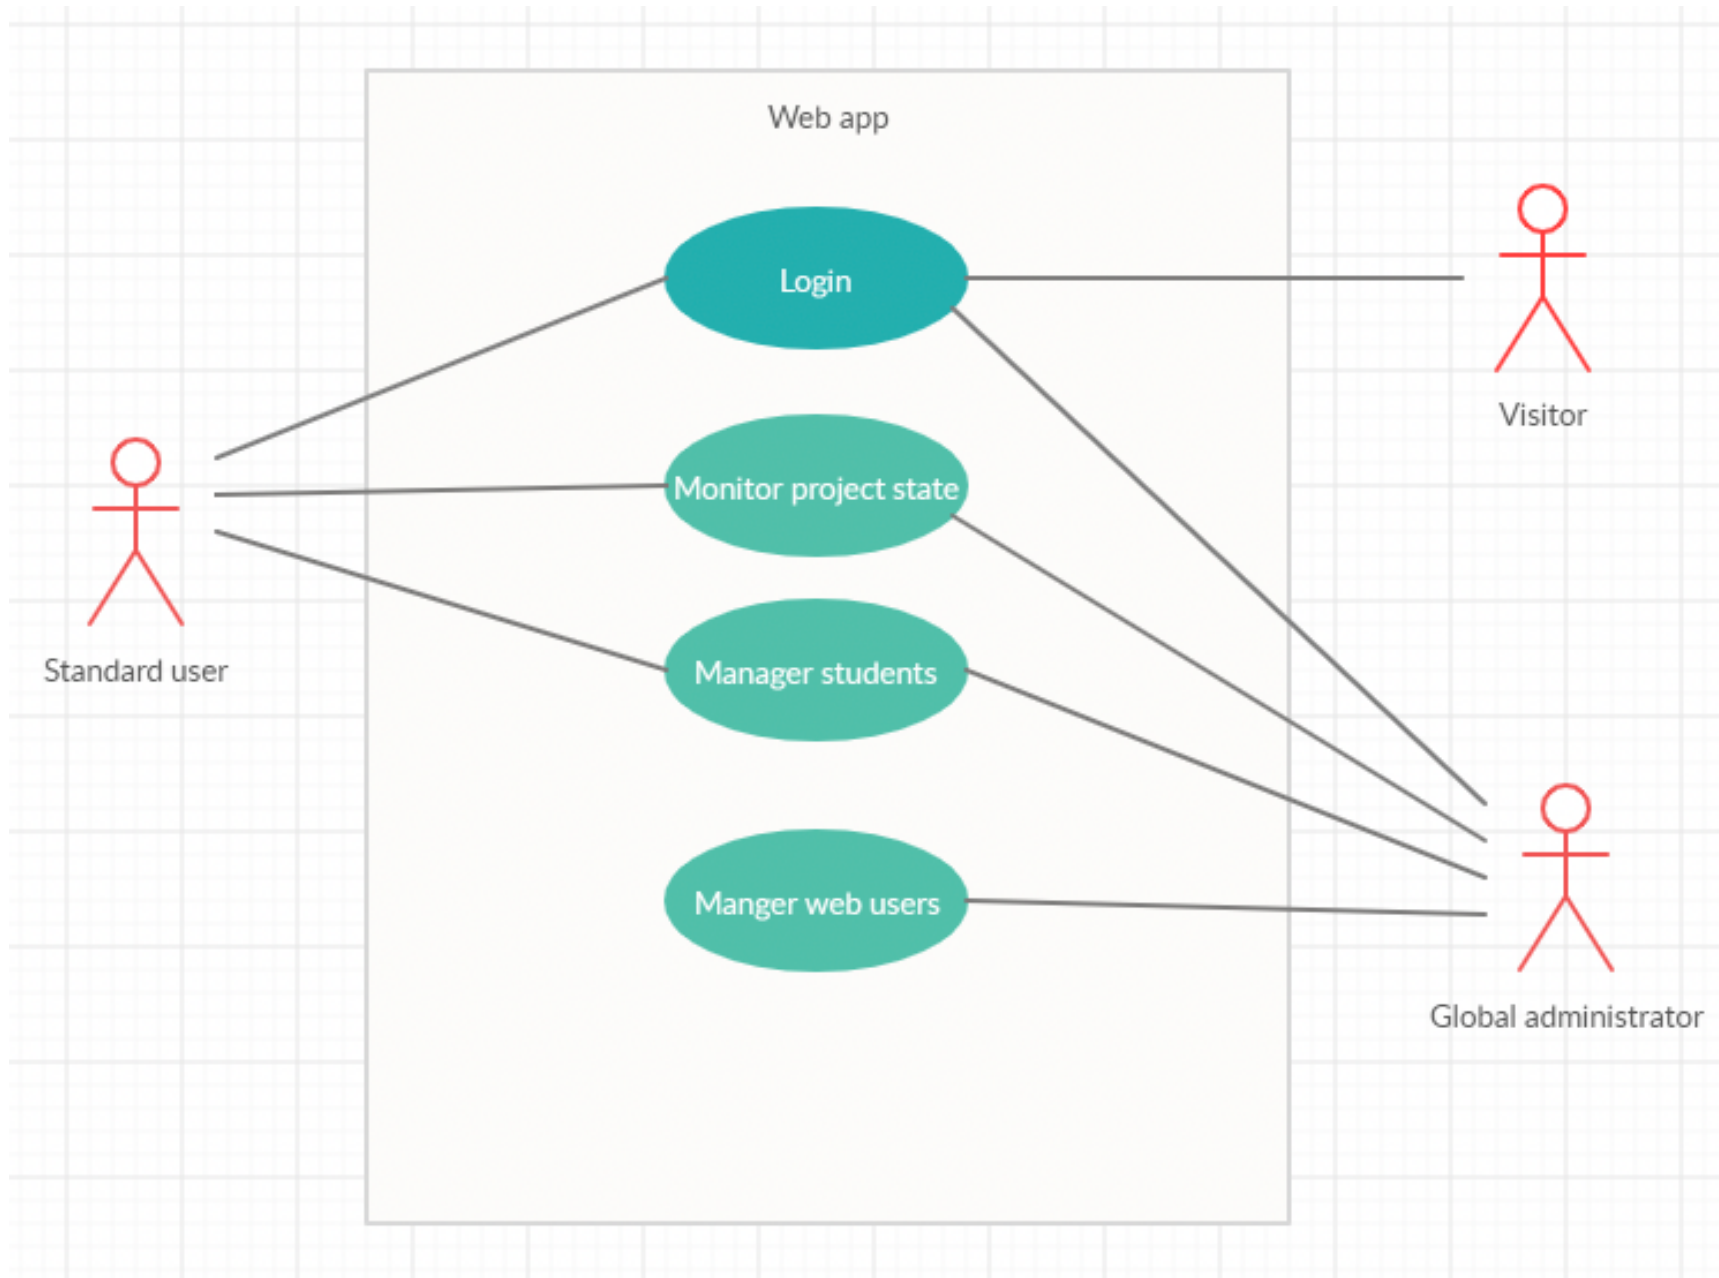 Web app
Login
Visitor
Monitor project state
Standard user
Manager students
Manger web users
Global administrator